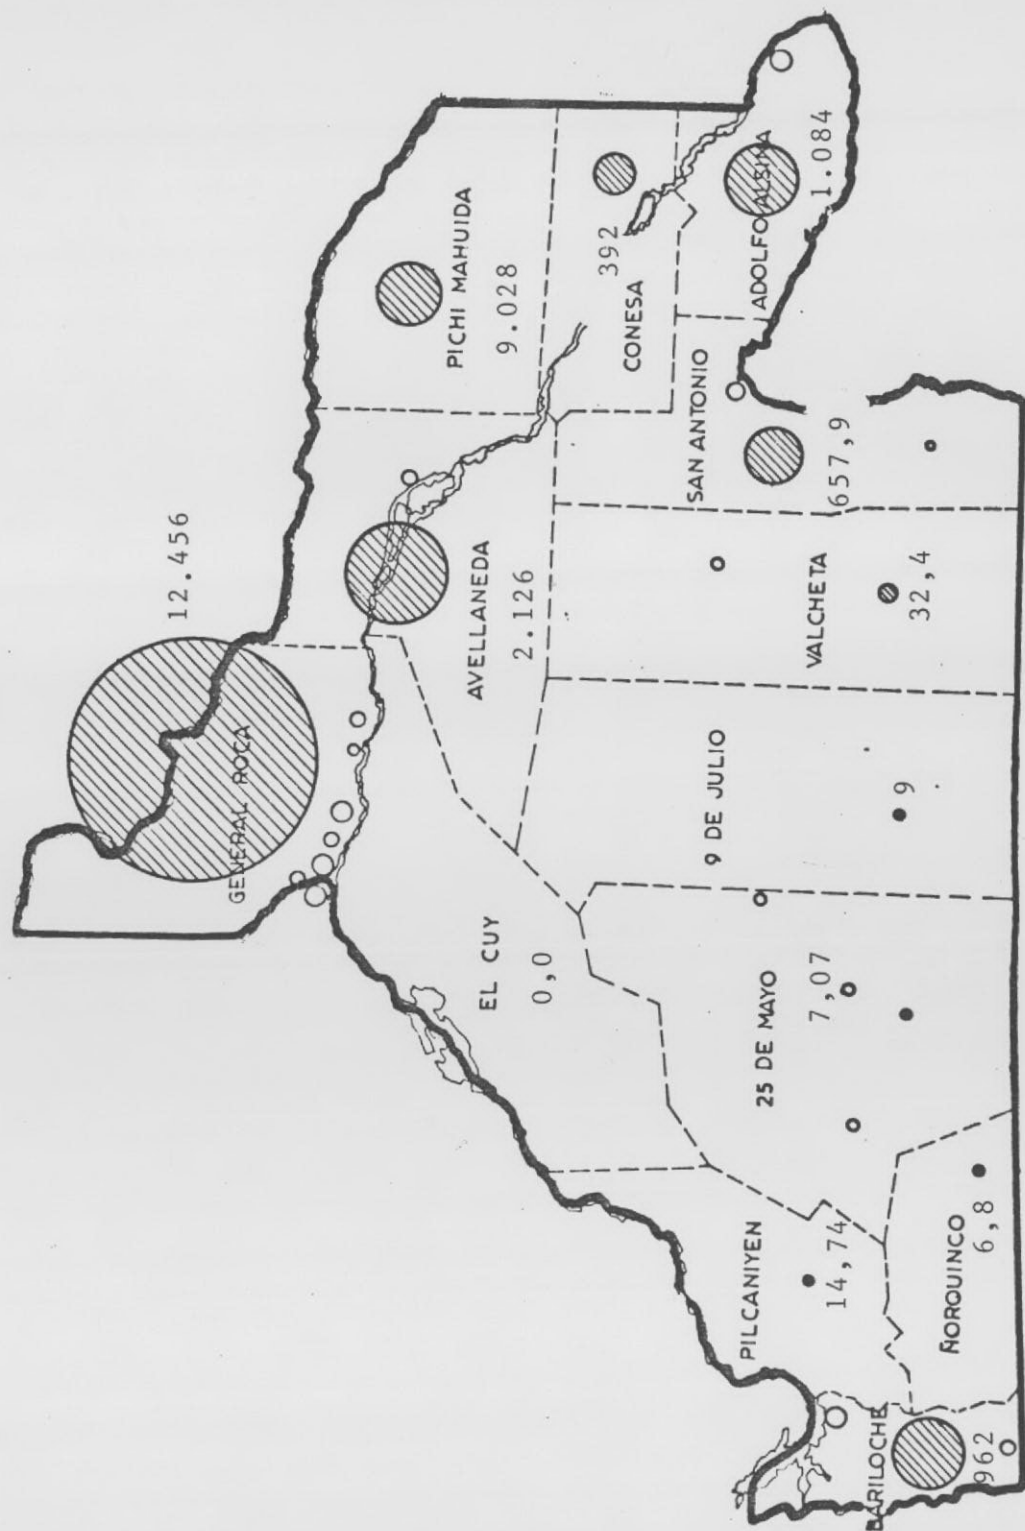 12.456
GENERAL ROCA
PICHI MAHUIDA
9.028
AVELLANEDA
2.126
EL CUY
0,0
392
CONESA
ADOLFO ALSINA
1.084
SAN ANTONIO
657,9
VALCHETA
32,4
9 DE JULIO
9
25 DE MAYO
7,07
PILCANIYEN
14,74
ÑORQUINCO
6,8
BARILOCHE
962